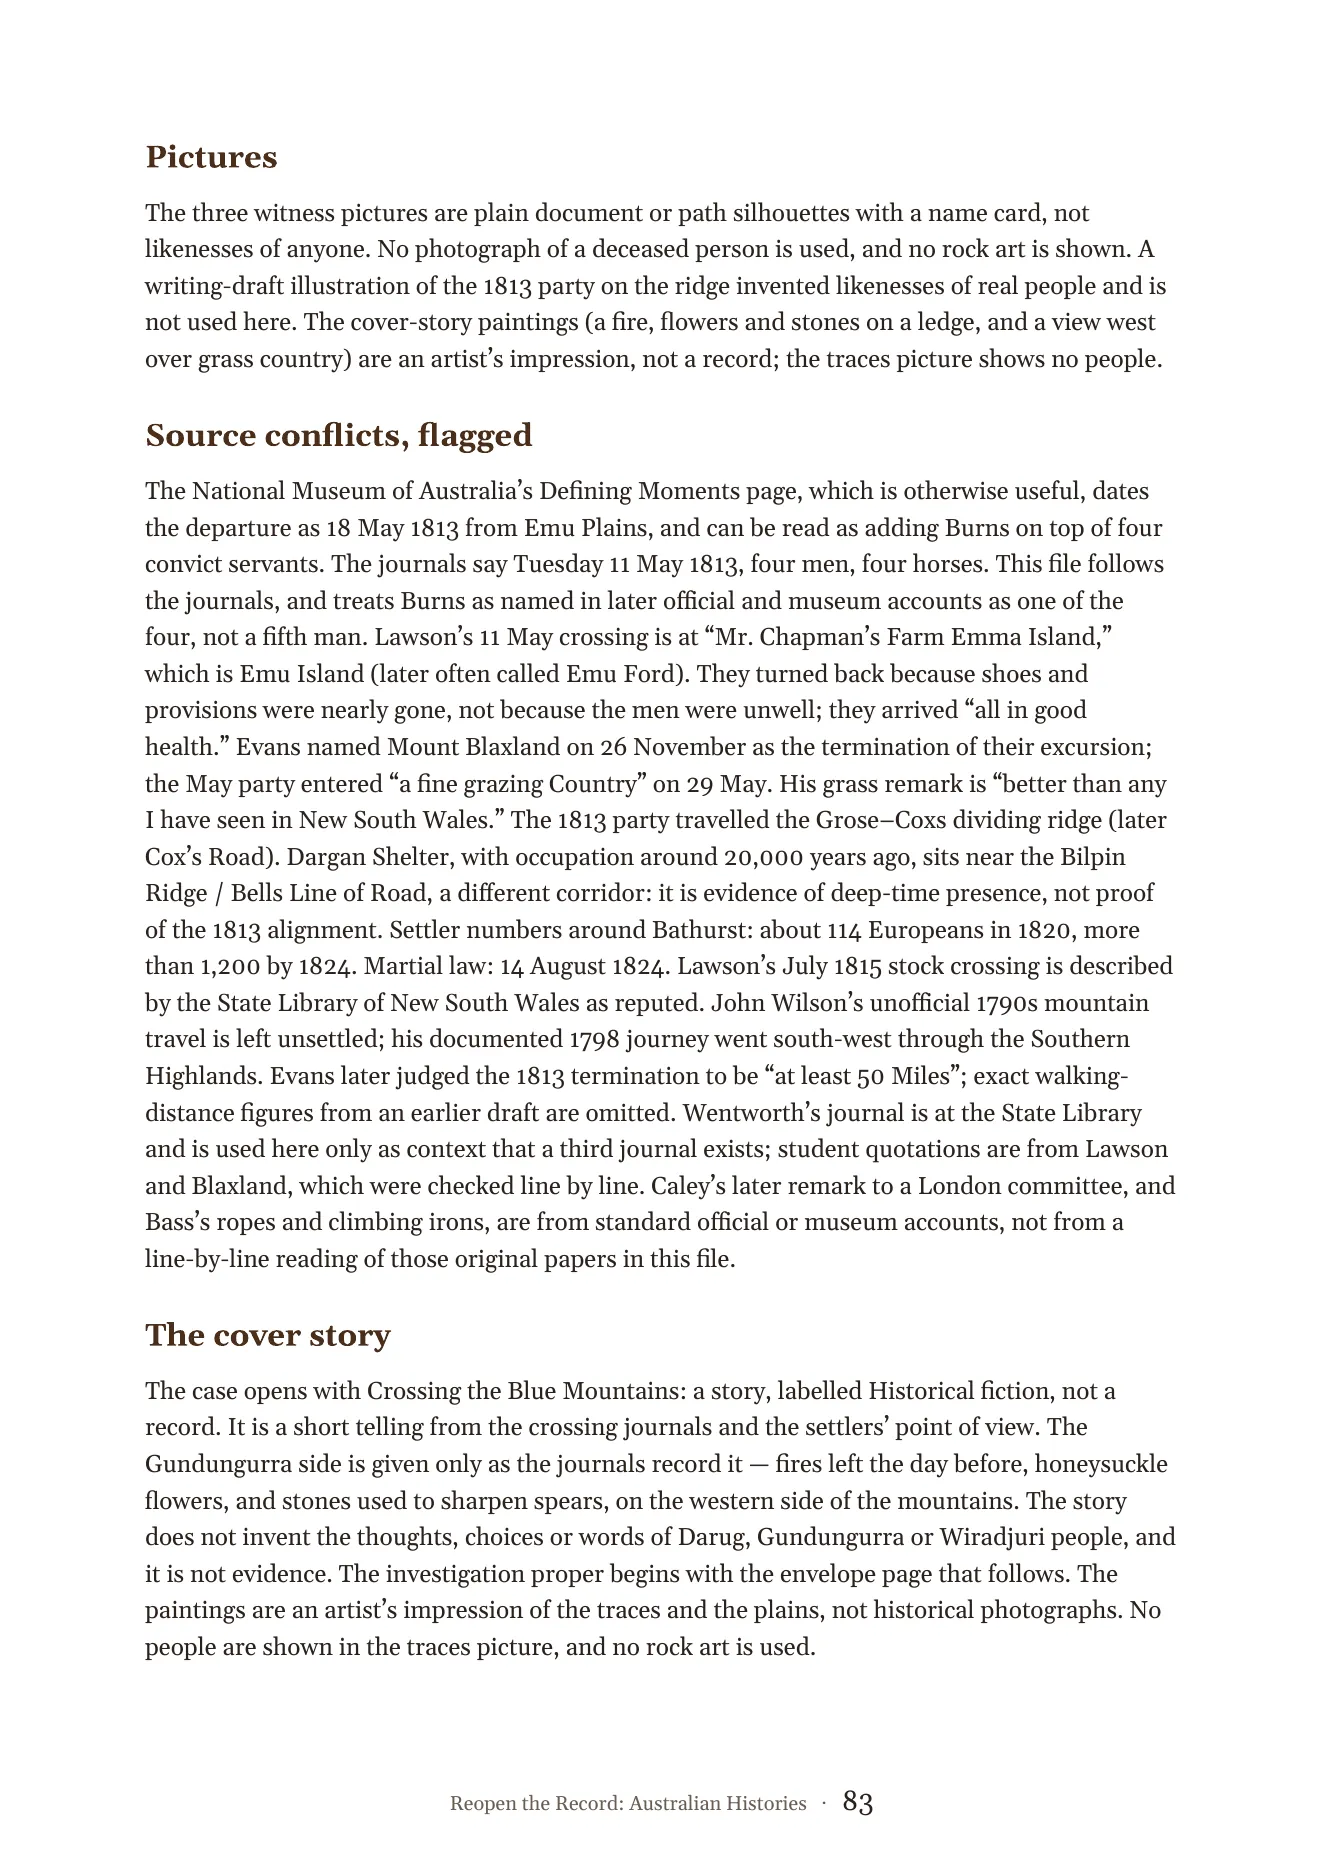 Pictures
The three witness pictures are plain document or path silhouettes with a name card, not
likenesses of anyone. No photograph of a deceased person is used, and no rock art is shown. A
writing-draft illustration of the 1813 party on the ridge invented likenesses of real people and is
not used here. The cover-story paintings (a fire, flowers and stones on a ledge, and a view west
over grass country) are an artist’s impression, not a record; the traces picture shows no people.
Source conflicts, flagged
The National Museum of Australia’s Defining Moments page, which is otherwise useful, dates
the departure as 18 May 1813 from Emu Plains, and can be read as adding Burns on top of four
convict servants. The journals say Tuesday 11 May 1813, four men, four horses. This file follows
the journals, and treats Burns as named in later official and museum accounts as one of the
four, not a fifth man. Lawson’s 11 May crossing is at “Mr. Chapman’s Farm Emma Island,”
which is Emu Island (later often called Emu Ford). They turned back because shoes and
provisions were nearly gone, not because the men were unwell; they arrived “all in good
health.” Evans named Mount Blaxland on 26 November as the termination of their excursion;
the May party entered “a fine grazing Country” on 29 May. His grass remark is “better than any
I have seen in New South Wales.” The 1813 party travelled the Grose–Coxs dividing ridge (later
Cox’s Road). Dargan Shelter, with occupation around 20,000 years ago, sits near the Bilpin
Ridge / Bells Line of Road, a different corridor: it is evidence of deep-time presence, not proof
of the 1813 alignment. Settler numbers around Bathurst: about 114 Europeans in 1820, more
than 1,200 by 1824. Martial law: 14 August 1824. Lawson’s July 1815 stock crossing is described
by the State Library of New South Wales as reputed. John Wilson’s unofficial 1790s mountain
travel is left unsettled; his documented 1798 journey went south-west through the Southern
Highlands. Evans later judged the 1813 termination to be “at least 50 Miles”; exact walking-
distance figures from an earlier draft are omitted. Wentworth’s journal is at the State Library
and is used here only as context that a third journal exists; student quotations are from Lawson
and Blaxland, which were checked line by line. Caley’s later remark to a London committee, and
Bass’s ropes and climbing irons, are from standard official or museum accounts, not from a
line-by-line reading of those original papers in this file.
The cover story
The case opens with Crossing the Blue Mountains: a story, labelled Historical fiction, not a
record. It is a short telling from the crossing journals and the settlers’ point of view. The
Gundungurra side is given only as the journals record it — fires left the day before, honeysuckle
flowers, and stones used to sharpen spears, on the western side of the mountains. The story
does not invent the thoughts, choices or words of Darug, Gundungurra or Wiradjuri people, and
it is not evidence. The investigation proper begins with the envelope page that follows. The
paintings are an artist’s impression of the traces and the plains, not historical photographs. No
people are shown in the traces picture, and no rock art is used.
Reopen the Record: Australian Histories · 83